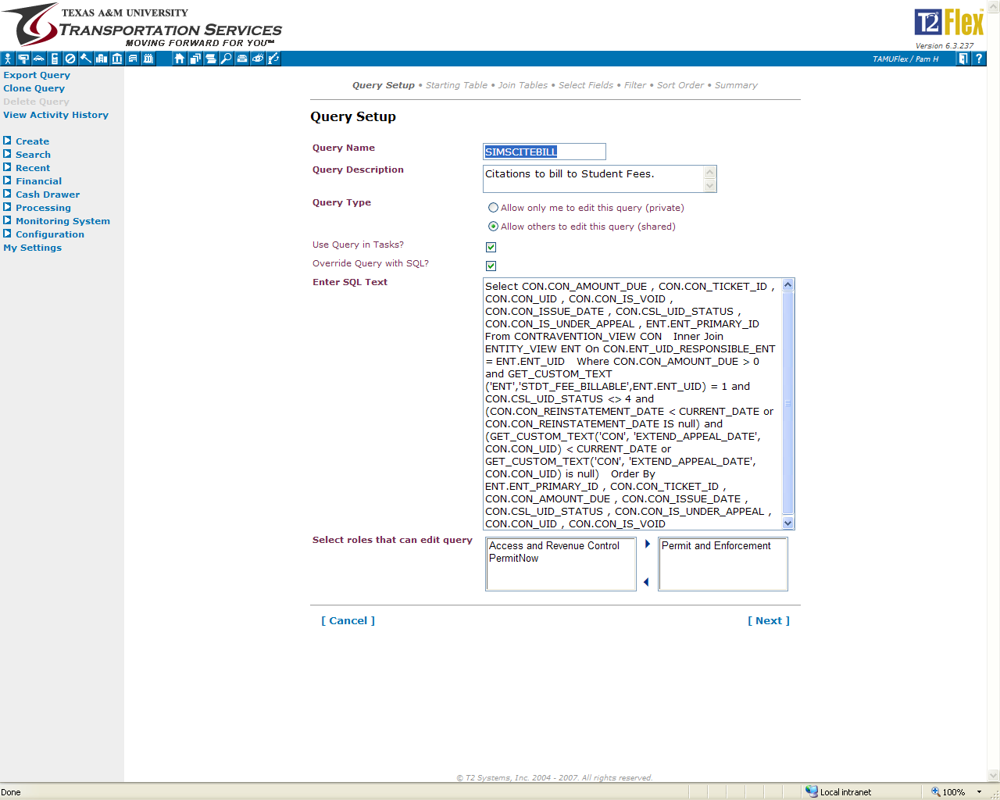 TEXAS A&M UNIVERSITY
TRANSPORTATION SERVICES
MOVING FORWARD FOR YOU™
T2 Flex
Version 6.3.237
TAMUFlex / Pam H
?
Export Query
Clone Query
Delete Query
View Activity History
Create
Search
Recent
Financial
Cash Drawer
Processing
Monitoring System
Configuration
My Settings
Query Setup • Starting Table • Join Tables • Select Fields • Filter • Sort Order • Summary
Query Setup
Query Name
SIMSCITEBILL
Query Description
Citations to bill to Student Fees.
Query Type
Allow only me to edit this query (private)
Allow others to edit this query (shared)
Use Query in Tasks?
Override Query with SQL?
Enter SQL Text
Select CON.CON_AMOUNT_DUE , CON.CON_TICKET_ID ,
CON.CON_UID , CON.CON_IS_VOID ,
CON.CON_ISSUE_DATE , CON.CSL_UID_STATUS ,
CON.CON_IS_UNDER_APPEAL , ENT.ENT_PRIMARY_ID
From CONTRAVENTION_VIEW CON   Inner Join
ENTITY_VIEW ENT On CON.ENT_UID_RESPONSIBLE_ENT
= ENT.ENT_UID   Where CON.CON_AMOUNT_DUE > 0
and GET_CUSTOM_TEXT
('ENT','STDT_FEE_BILLABLE',ENT.ENT_UID) = 1 and
CON.CSL_UID_STATUS <> 4 and
(CON.CON_REINSTATEMENT_DATE < CURRENT_DATE or
CON.CON_REINSTATEMENT_DATE IS null) and
(GET_CUSTOM_TEXT('CON', 'EXTEND_APPEAL_DATE',
CON.CON_UID) < CURRENT_DATE or
GET_CUSTOM_TEXT('CON', 'EXTEND_APPEAL_DATE',
CON.CON_UID) is null)   Order By
ENT.ENT_PRIMARY_ID , CON.CON_TICKET_ID ,
CON.CON_AMOUNT_DUE , CON.CON_ISSUE_DATE ,
CON.CSL_UID_STATUS , CON.CON_IS_UNDER_APPEAL ,
CON.CON_UID , CON.CON_IS_VOID
Select roles that can edit query
Access and Revenue Control
PermitNow
Permit and Enforcement
[ Cancel ]
[ Next ]
© T2 Systems, Inc. 2004 - 2007. All rights reserved.
Done
Local intranet
100%